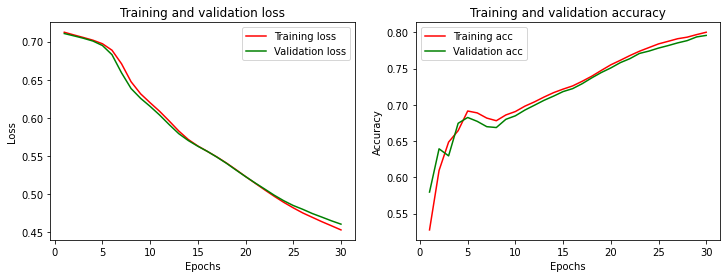 Training and validation loss
Training loss
Validation loss
Loss
0.70
0.65
0.60
0.55
0.50
0.45
0 5 10 15 20 25 30
Epochs
Training and validation accuracy
Training acc
Validation acc
Accuracy
0.80
0.75
0.70
0.65
0.60
0.55
0 5 10 15 20 25 30
Epochs